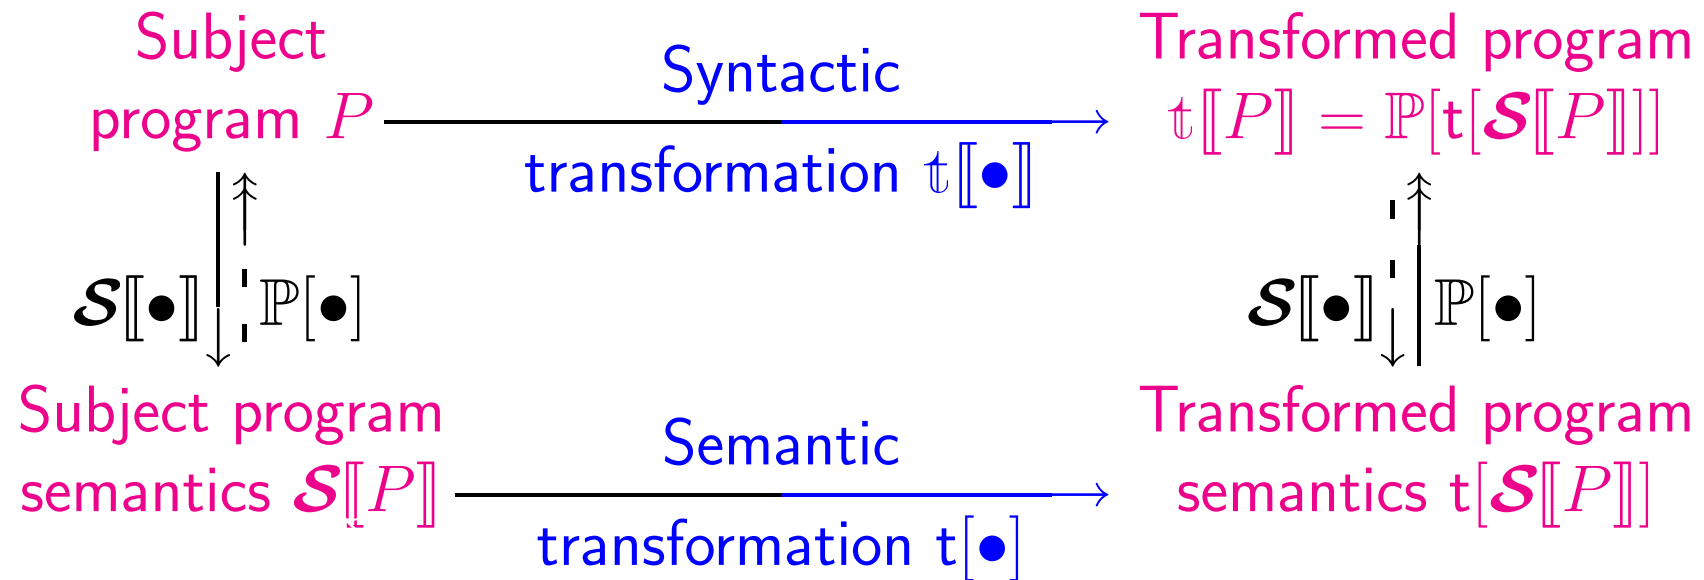 Subject
program P
Syntactic
transformation 𝕥⟦•⟧
Transformed program
𝕥⟦P⟧ = ℙ[t[𝓢⟦P⟧]]
𝓢⟦•⟧ ℙ[•]
𝓢⟦•⟧ ℙ[•]
Subject program
semantics 𝓢⟦P⟧
Semantic
transformation t[•]
Transformed program
semantics t[𝓢⟦P⟧]